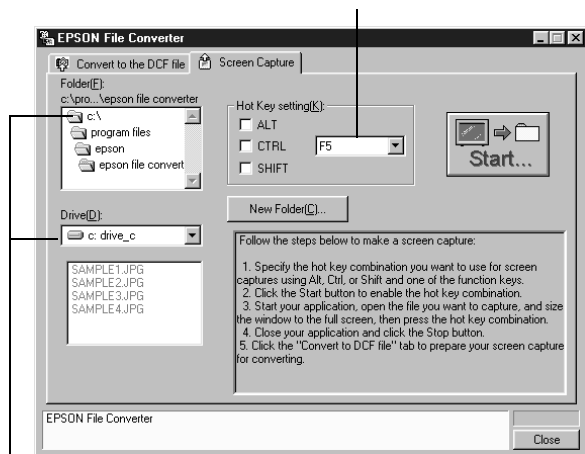 EPSON File Converter
Convert to the DCF file
Screen Capture
Folder(F):
c:\pro...\epson file converter
c:\
program files
epson
epson file convert
Drive(D):
c: drive_c
SAMPLE1.JPG
SAMPLE2.JPG
SAMPLE3.JPG
SAMPLE4.JPG
Hot Key setting(K):
ALT
CTRL
SHIFT
F5
Start...
New Folder(C)...
Follow the steps below to make a screen capture:
1. Specify the hot key combination you want to use for screen
captures using Alt, Ctrl, or Shift and one of the function keys.
2. Click the Start button to enable the hot key combination.
3. Start your application, open the file you want to capture, and size
the window to the full screen, then press the hot key combination.
4. Close your application and click the Stop button.
5. Click the "Convert to DCF file" tab to prepare your screen capture
for converting.
EPSON File Converter
Close